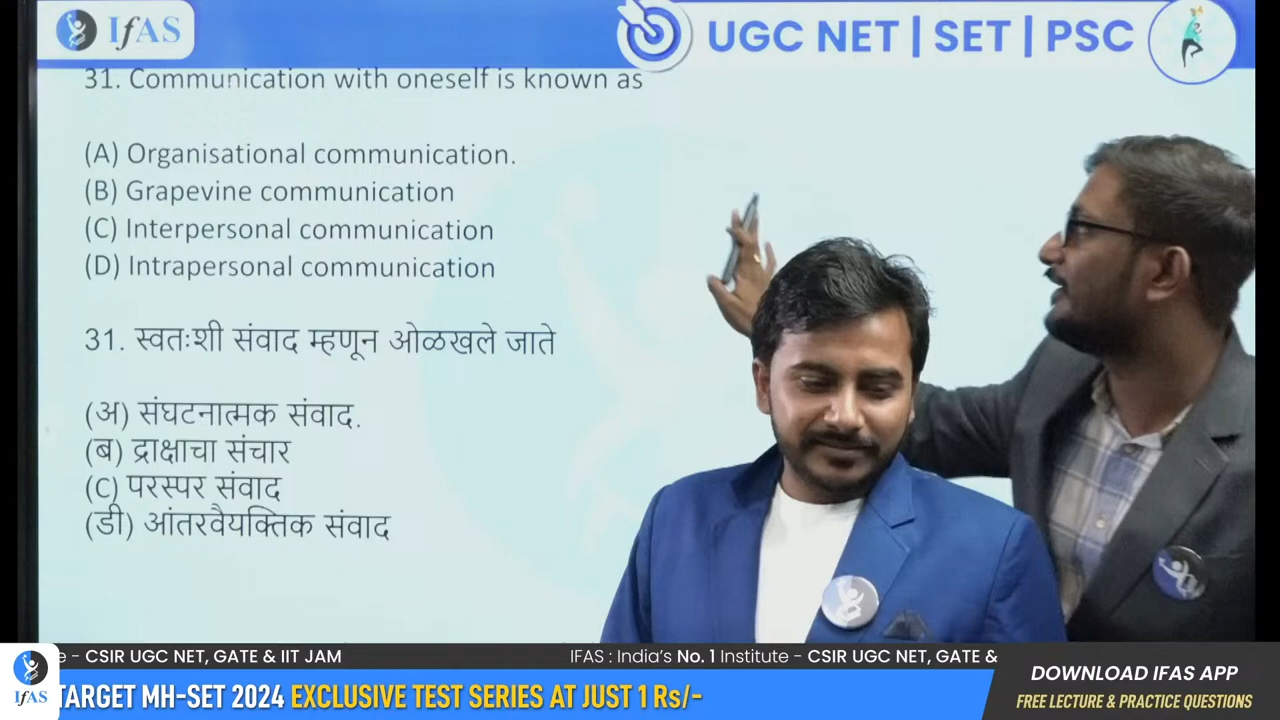 IfAS
UGC NET | SET | PSC
31. Communication with oneself is known as
(A) Organisational communication.
(B) Grapevine communication
(C) Interpersonal communication
(D) Intrapersonal communication
31. स्वतःशी संवाद म्हणून ओळखले जाते
(अ) संघटनात्मक संवाद.
(ब) द्राक्षाचा संचार
(C) परस्पर संवाद
(डी) आंतरवैयक्तिक संवाद
e - CSIR UGC NET, GATE & IIT JAM
IFAS : India's No. 1 Institute - CSIR UGC NET, GATE &
IfAS
TARGET MH-SET 2024 EXCLUSIVE TEST SERIES AT JUST 1 Rs/-
DOWNLOAD IFAS APP
FREE LECTURE & PRACTICE QUESTIONS